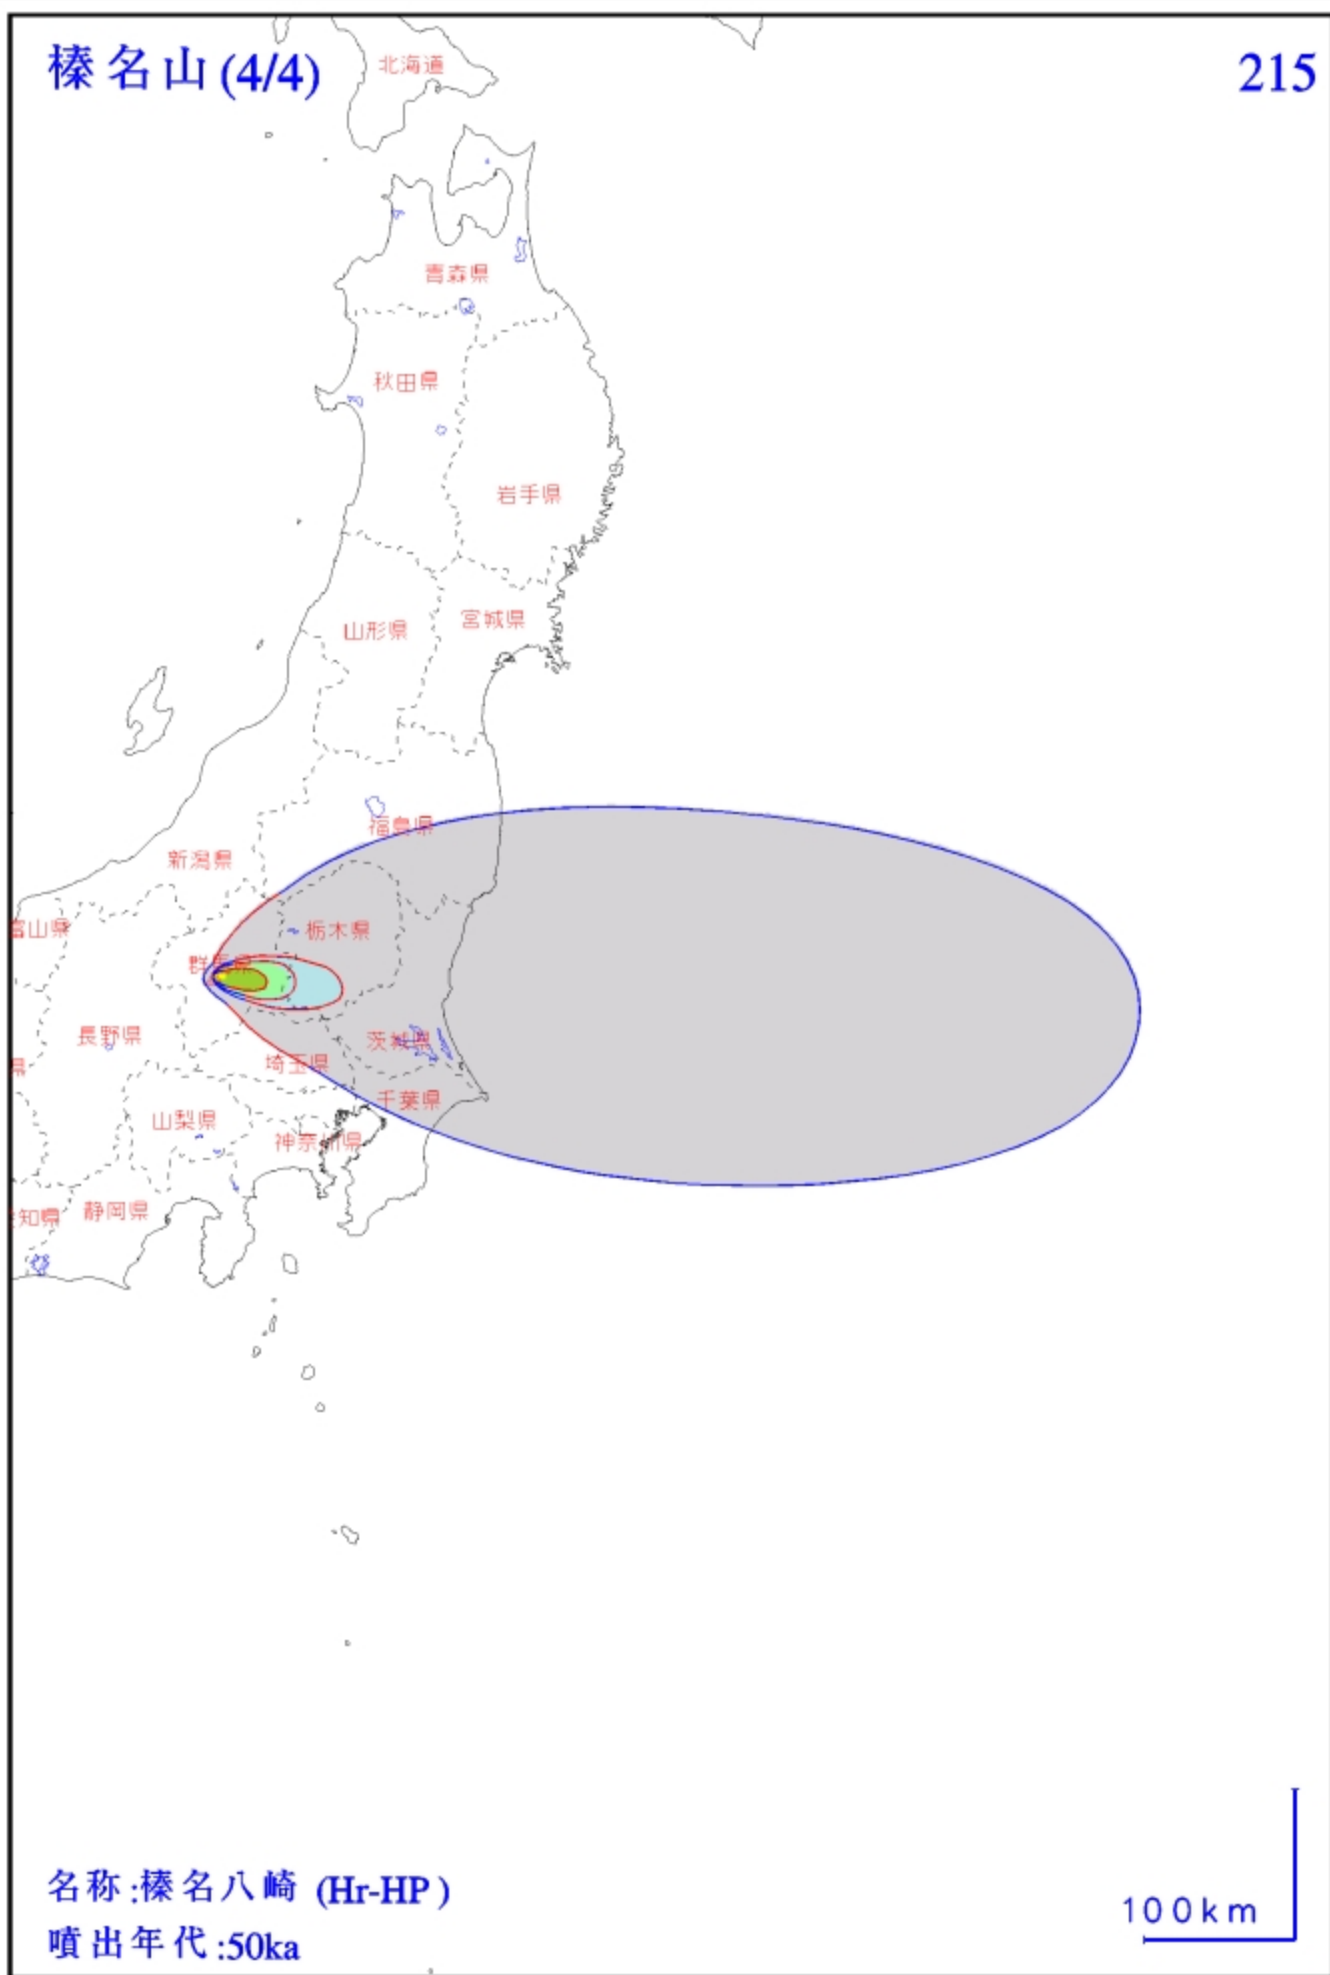 榛名山(4/4)
215
北海道
青森県
秋田県
岩手県
山形県
宮城県
福島県
新潟県
富山県
栃木県
群馬県
長野県
茨城県
埼玉県
県
千葉県
山梨県
神奈川県
知県
静岡県
名称:榛名八崎 (Hr-HP)
100km
噴出年代:50ka